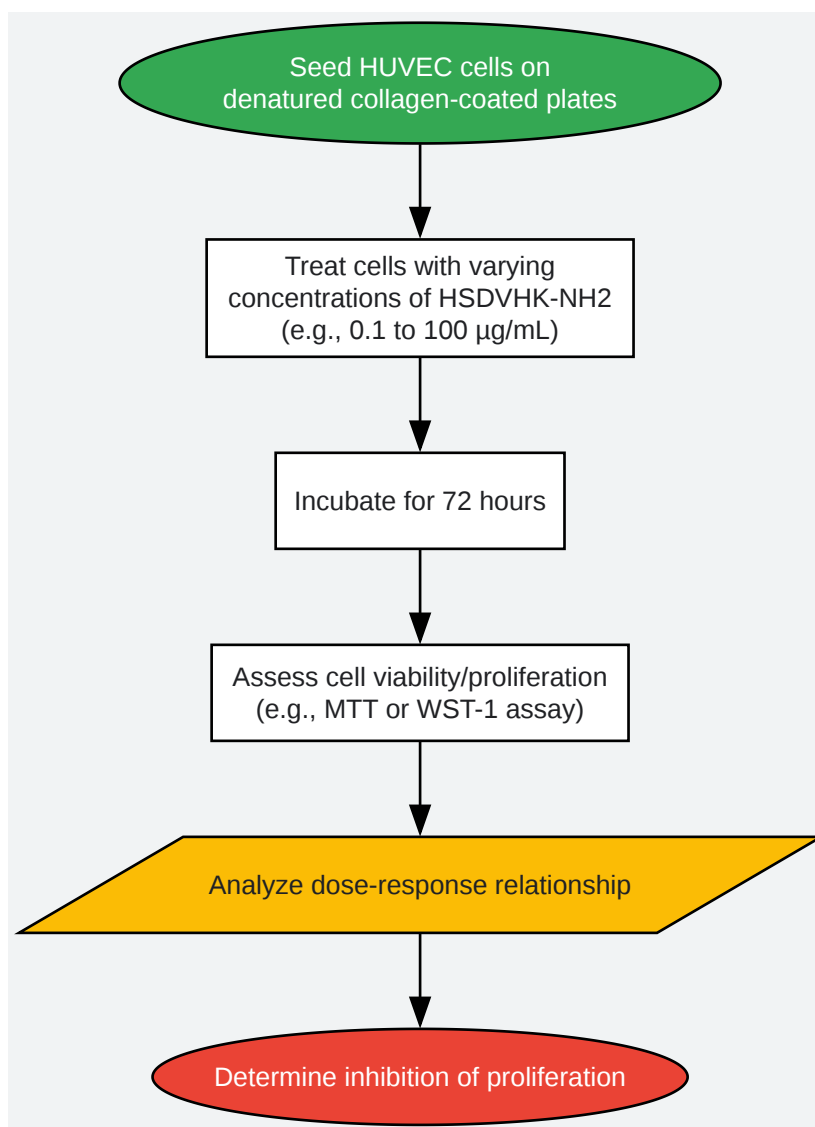 Seed HUVEC cells on
denatured collagen-coated plates
Treat cells with varying
concentrations of HSDVHK-NH2
(e.g., 0.1 to 100 µg/mL)
Incubate for 72 hours
Assess cell viability/proliferation
(e.g., MTT or WST-1 assay)
Analyze dose-response relationship
Determine inhibition of proliferation